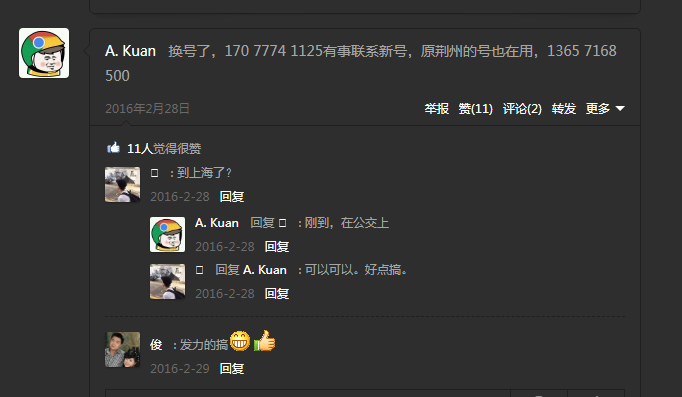 A. Kuan 换号了，170 7774 1125有事联系新号，原荆州的号也在用，1365 7168
500
2016年2月28日 举报 赞(11) 评论(2) 转发 更多
11人觉得很赞
: 到上海了?
2016-2-28 回复
A. Kuan 回复 : 刚到，在公交上
2016-2-28 回复
回复 A. Kuan : 可以可以。好点搞。
2016-2-28 回复
俊 : 发力的搞
2016-2-29 回复